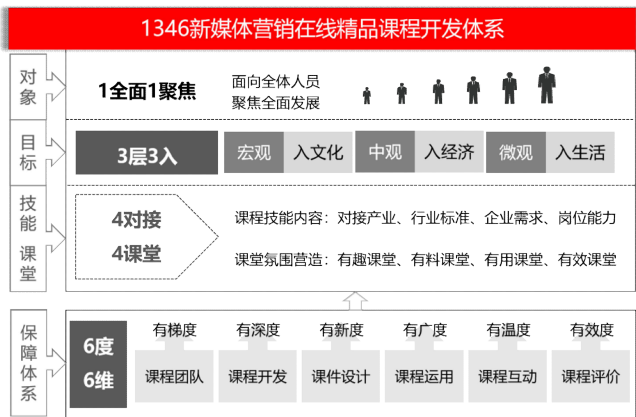 1346新媒体营销在线精品课程开发体系
对象
1全面1聚焦
面向全体人员
聚焦全面发展
目标
3层3入
宏观 入文化 中观 入经济 微观 入生活
技能课堂
4对接
4课堂
课程技能内容：对接产业、行业标准、企业需求、岗位能力
课堂氛围营造：有趣课堂、有料课堂、有用课堂、有效课堂
保障体系
6度
6维
有梯度 有深度 有新度 有广度 有温度 有效度
课程团队 课程开发 课件设计 课程运用 课程互动 课程评价